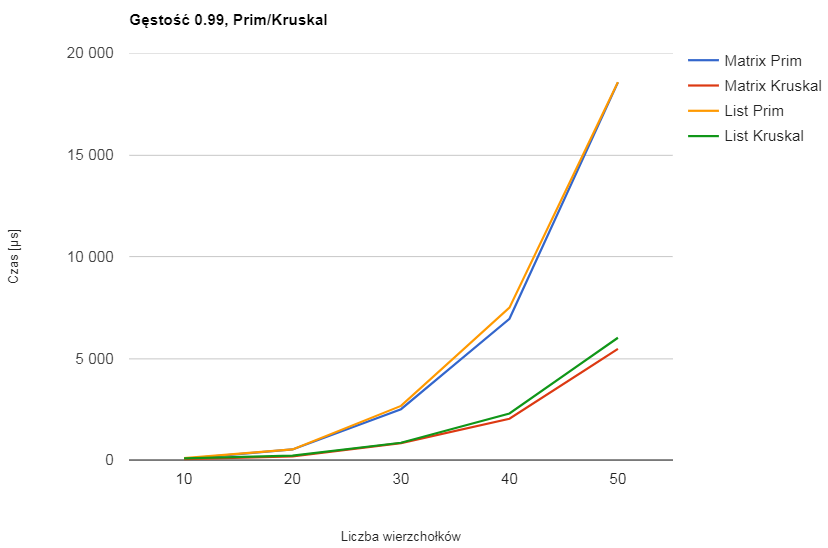 Gęstość 0.99, Prim/Kruskal
20 000
15 000
10 000
5 000
0
Czas [µs]
10 20 30 40 50
Liczba wierzchołków
Matrix Prim
Matrix Kruskal
List Prim
List Kruskal